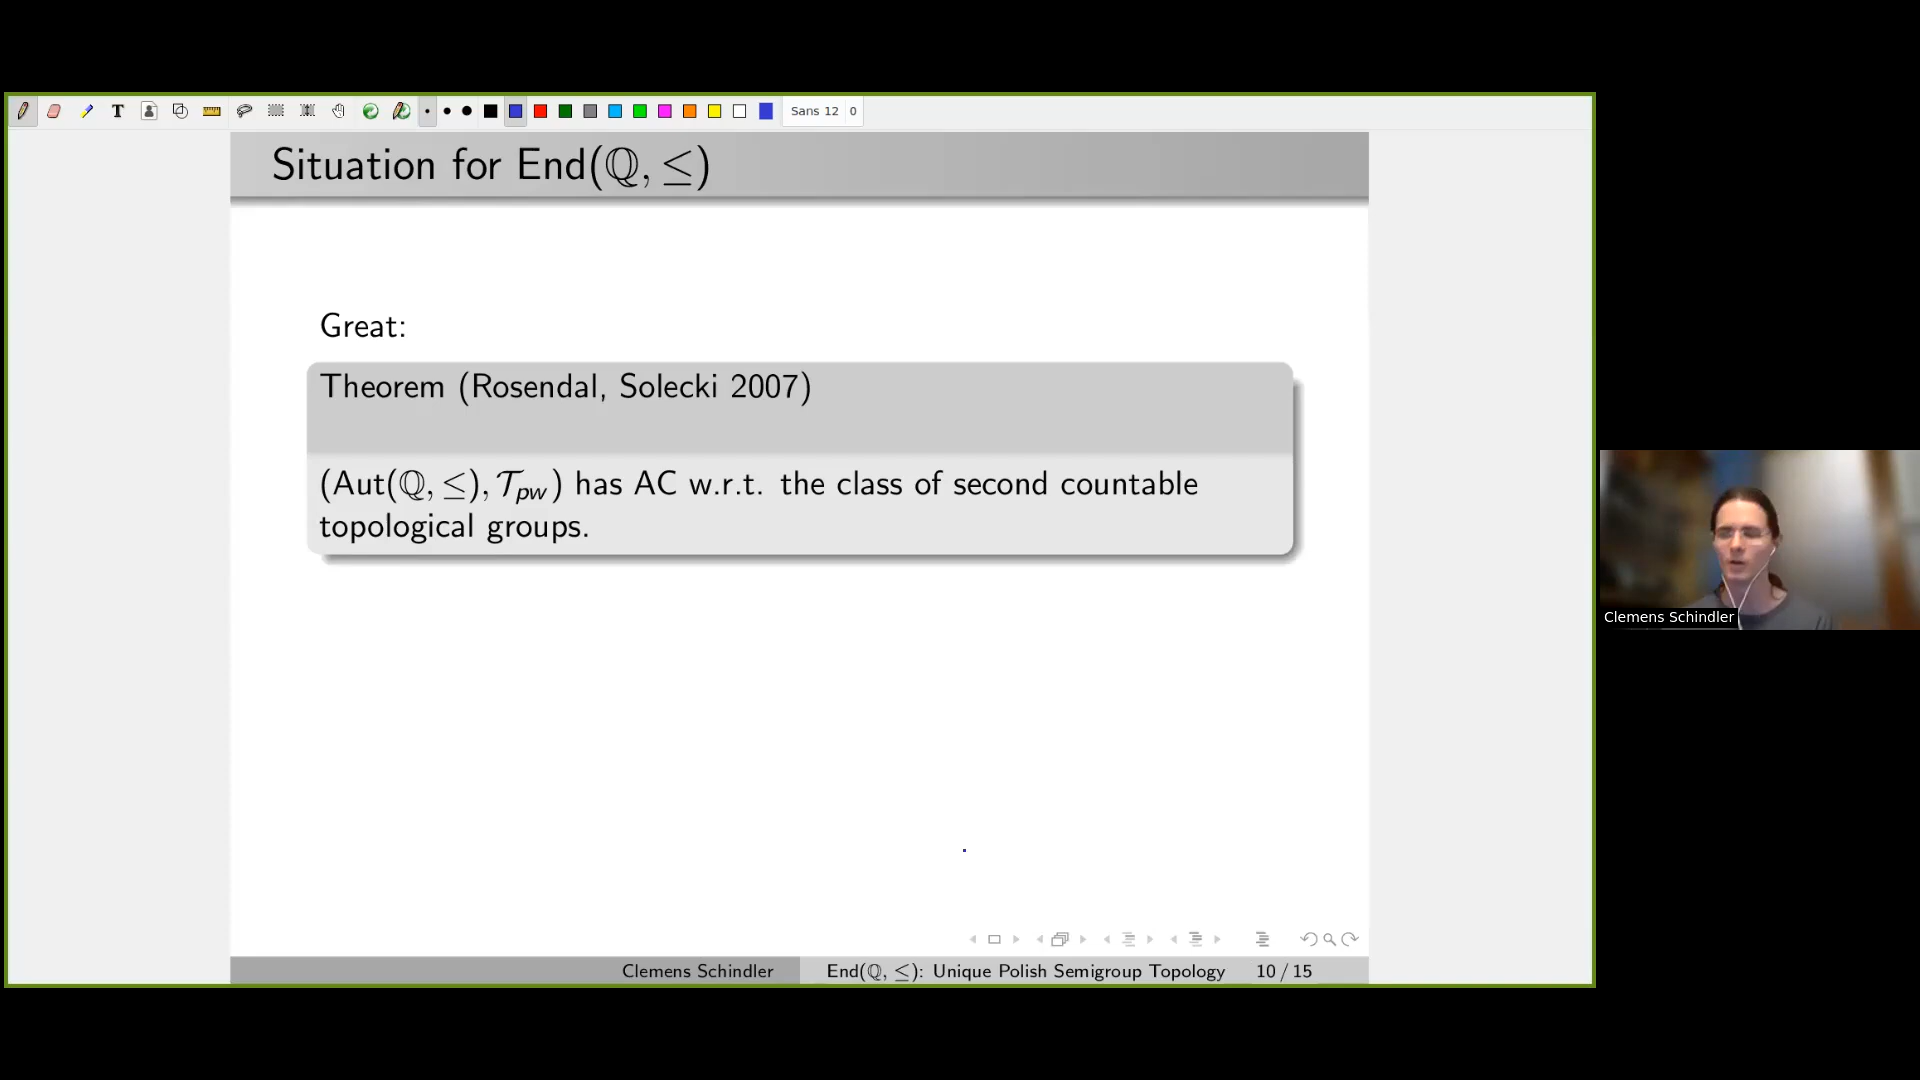 T
Sans 12 0
Situation for End(ℚ, ≤)
Great:
Theorem (Rosendal, Solecki 2007)
(Aut(ℚ, ≤), 𝒯pw) has AC w.r.t. the class of second countable
topological groups.
Clemens Schindler
Clemens Schindler End(ℚ, ≤): Unique Polish Semigroup Topology 10 / 15